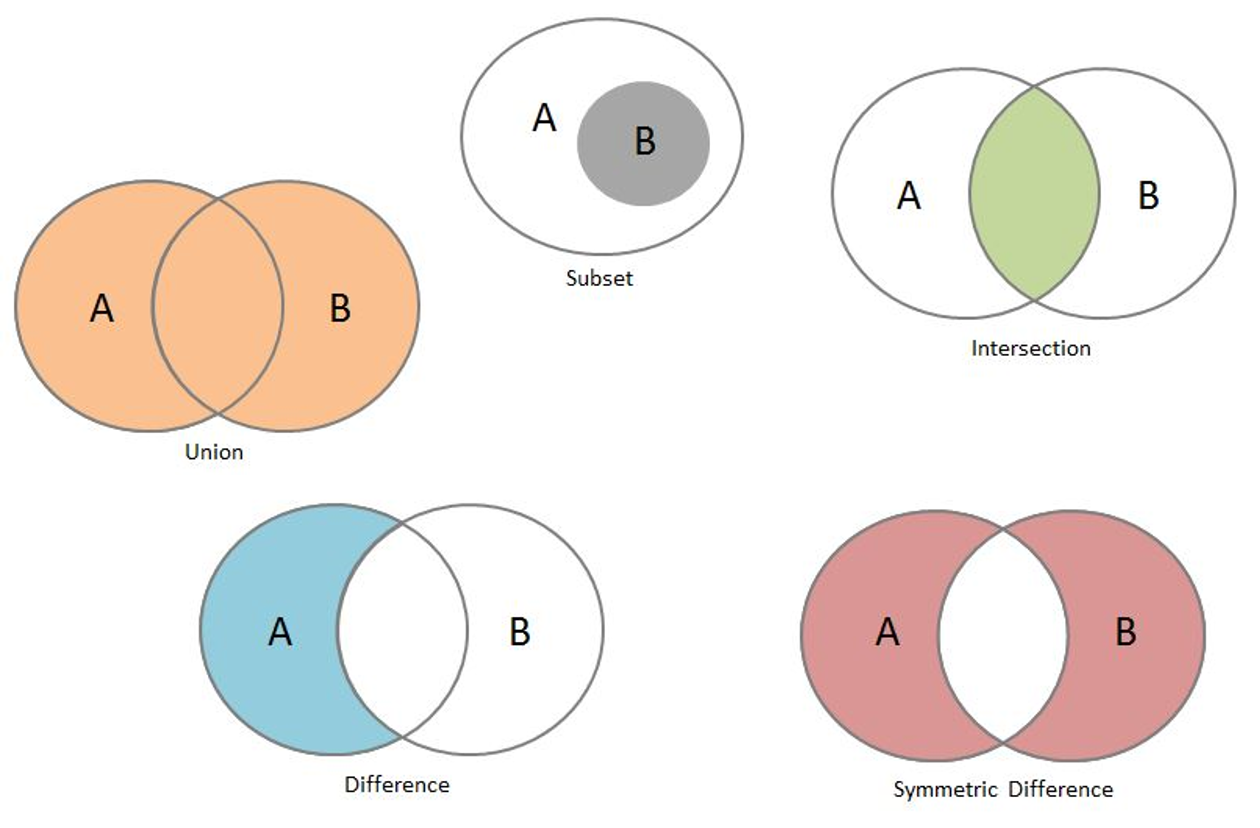 A
B
Subset
A
B
Intersection
A
B
Union
A
B
Difference
A
B
Symmetric Difference